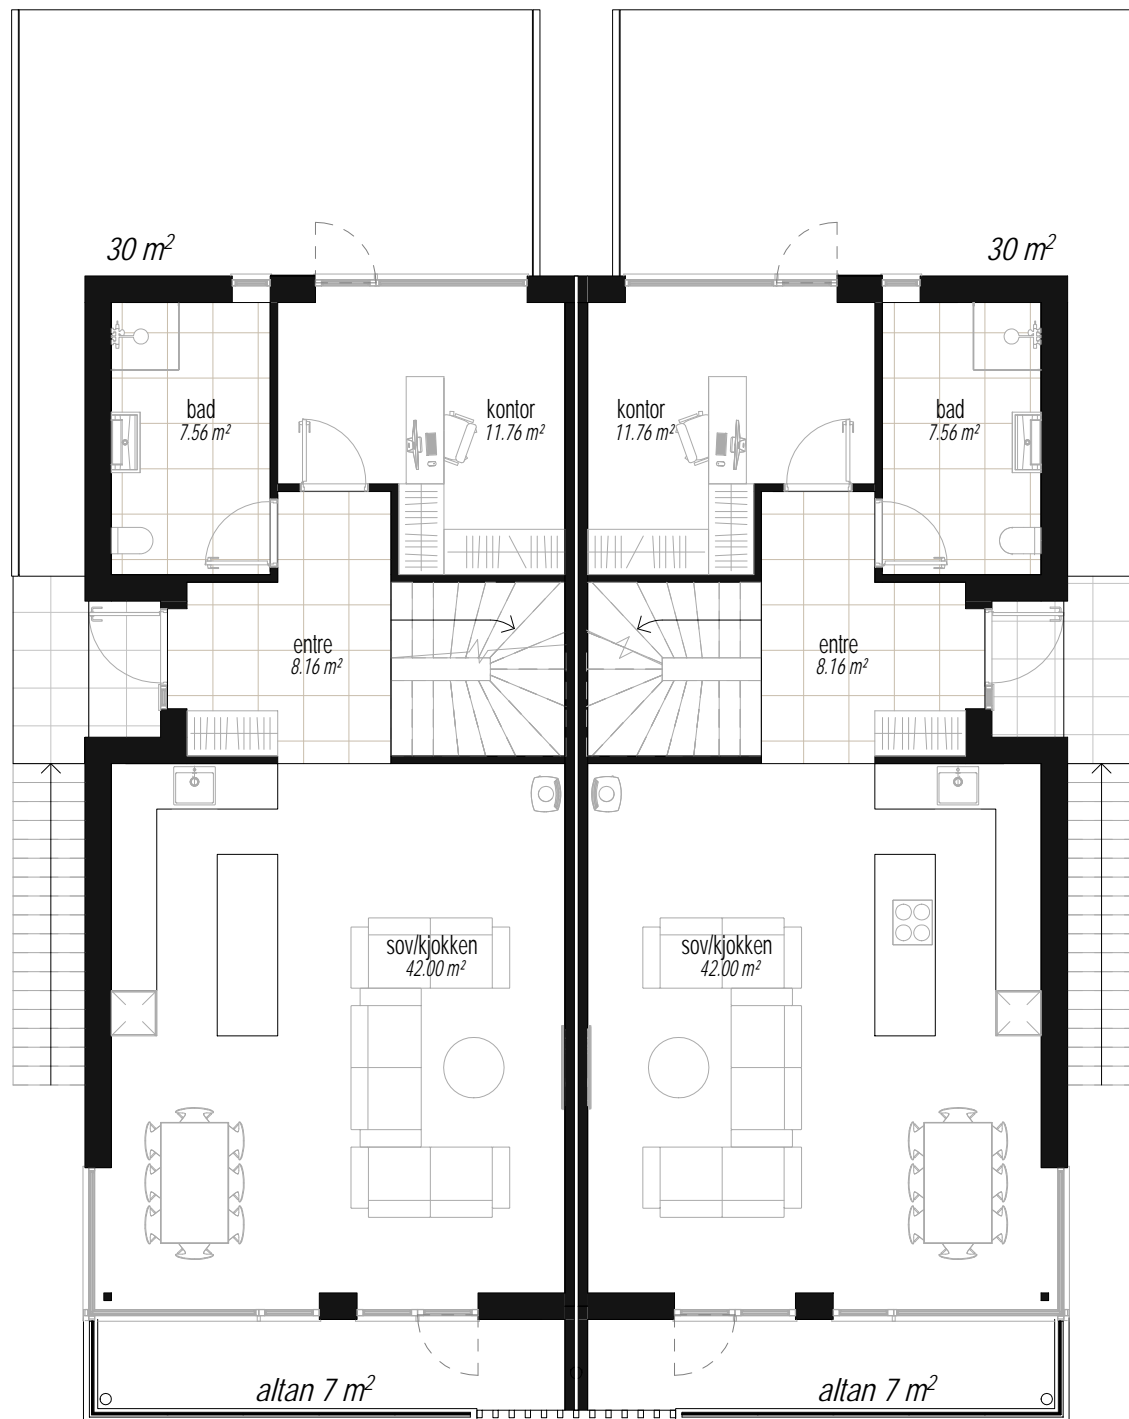 30 m² 30 m²
bad kontor kontor bad
7.56 m² 11.76 m² 11.76 m² 7.56 m²
entre entre
8.16 m² 8.16 m²
sov/kjokken sov/kjokken
42.00 m² 42.00 m²
altan 7 m² altan 7 m²